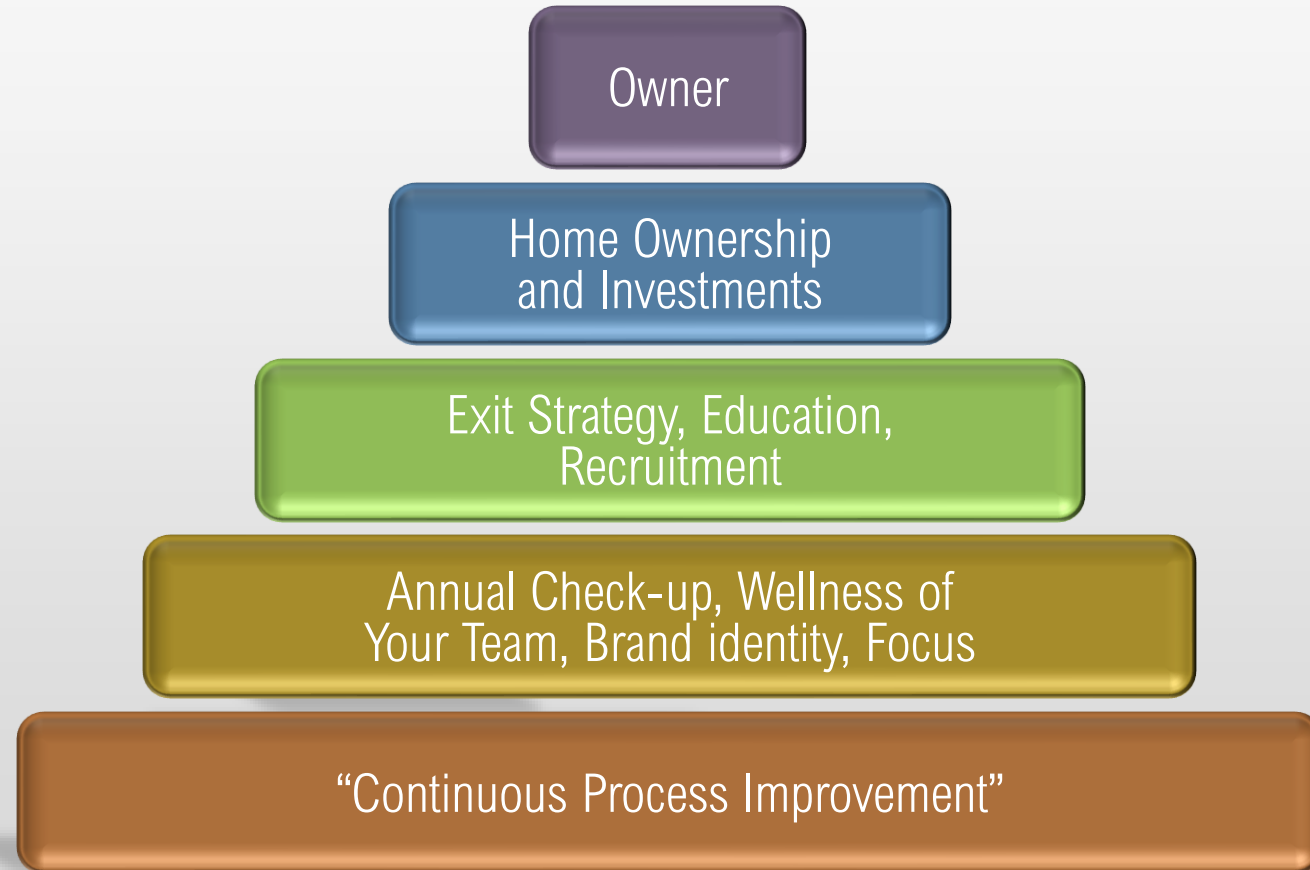 Owner
Home Ownership
and Investments
Exit Strategy, Education,
Recruitment
Annual Check-up, Wellness of
Your Team, Brand identity, Focus
“Continuous Process Improvement”